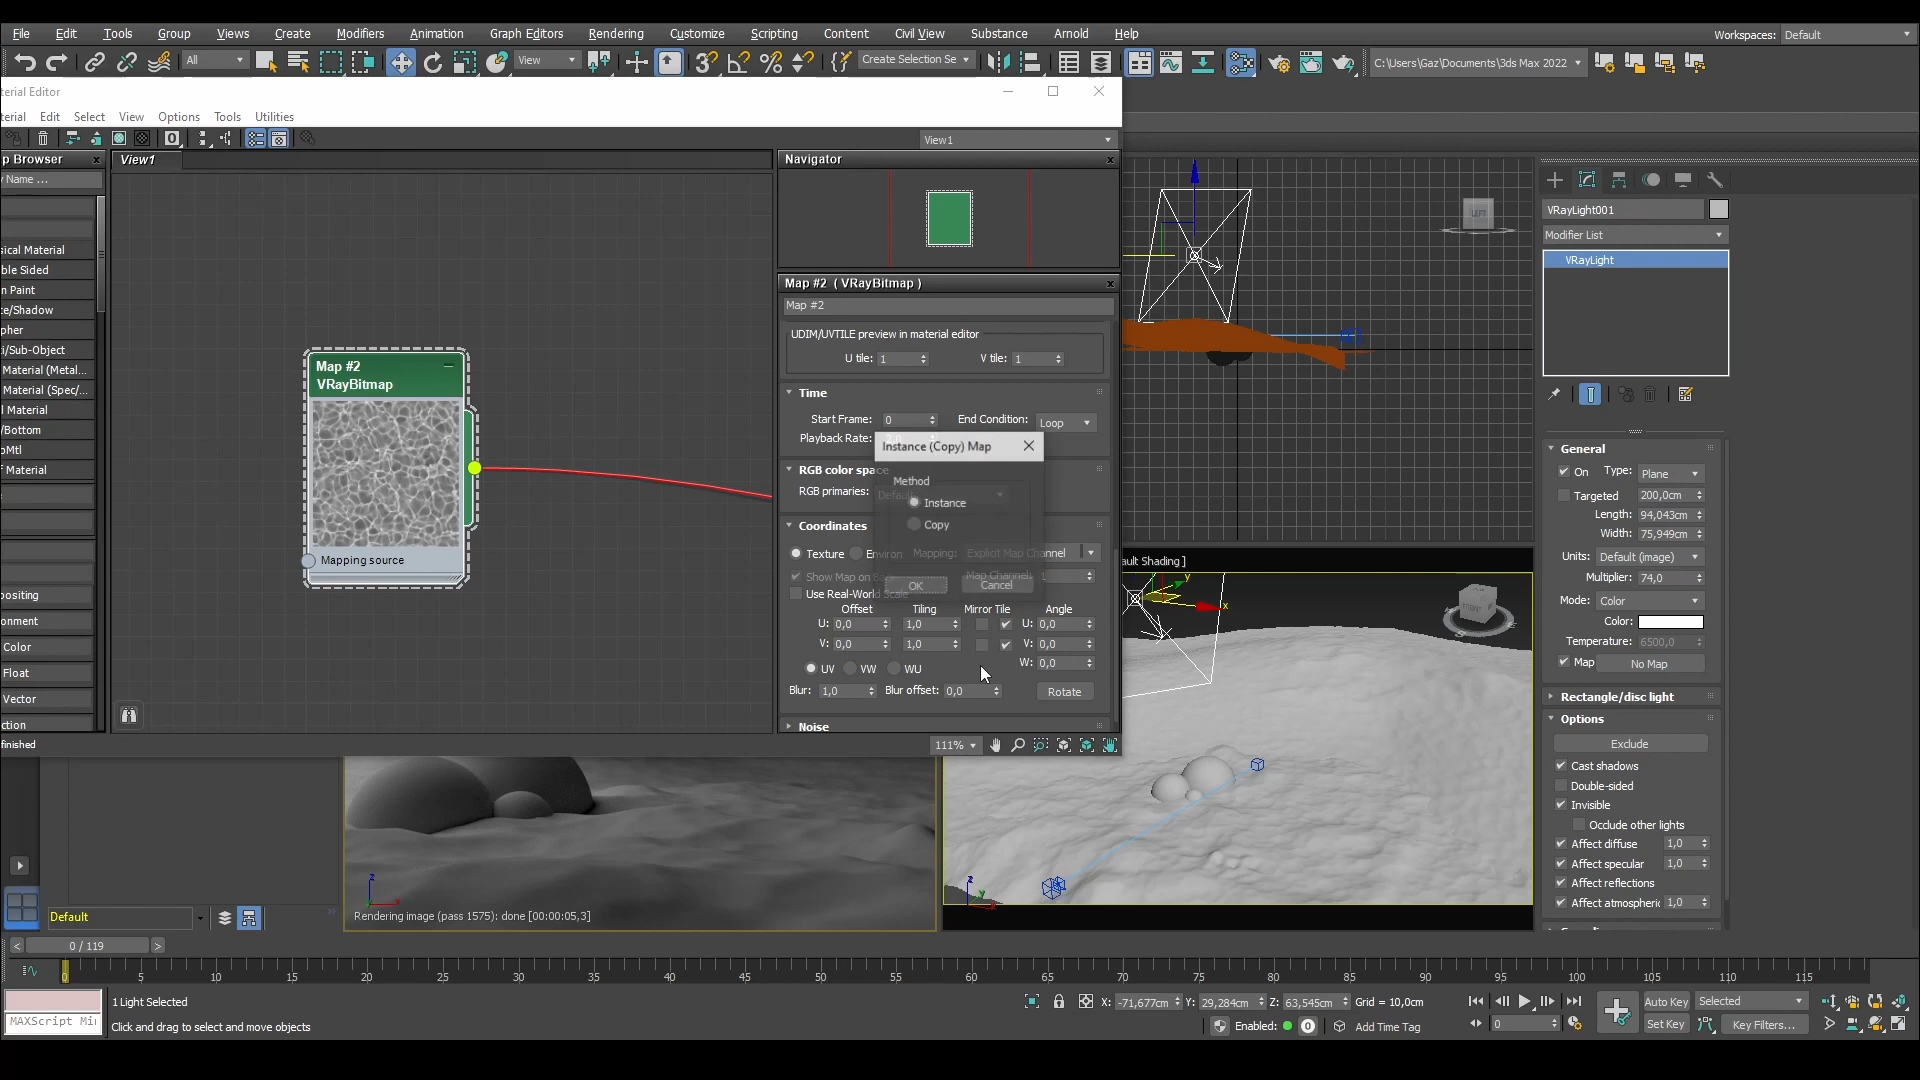 File Edit Tools Group Views Create Modifiers Animation Graph Editors Rendering Customize Scripting Content Civil View Substance Arnold Help
Workspaces: Default
All View Create Selection Se C:\Users\Gaz\Documents\3ds Max 2022
terial Editor
terial Edit Select View Options Tools Utilities
View1
p Browser
View1
Navigator
y Name ...
sical Material
ble Sided
n Paint
te/Shadow
pher
ti/Sub-Object
Material (Metal...
Material (Spec/...
l Material
/Bottom
oMtl
f Material
positing
onment
Color
Float
Vector
ction
finished
Map #2
VRayBitmap
Mapping source
Map #2 ( VRayBitmap )
Map #2
UDIM/UVTILE preview in material editor
U tile: 1 V tile: 1
Time
Start Frame: 0 End Condition: Loop
Playback Rate:
RGB color space
RGB primaries:
Coordinates
Texture Environ Mapping: Explicit Map Channel
Show Map on Ba Map Channel: 1
Use Real-World Scale
Offset Tiling Mirror Tile Angle
U: 0,0 1,0 U: 0,0
V: 0,0 1,0 V: 0,0
W: 0,0
UV VW WU
Blur: 1,0 Blur offset: 0,0 Rotate
Noise
111%
Instance (Copy) Map
Method
Instance
Copy
OK Cancel
LEFT
ault Shading ]
FRONT
y
x
z
y
z
Rendering image (pass 1575): done [00:00:05,3]
VRayLight001
Modifier List
VRayLight
General
On Type: Plane
Targeted 200,0cm
Length: 94,043cm
Width: 75,949cm
Units: Default (image)
Multiplier: 74,0
Mode: Color
Color:
Temperature: 6500,0
Map No Map
Rectangle/disc light
Options
Exclude
Cast shadows
Double-sided
Invisible
Occlude other lights
Affect diffuse 1,0
Affect specular 1,0
Affect reflections
Affect atmospheric 1,0
Default
< 0 / 119 >
0 5 10 15 20 25 30 35 40 45 50 55 60 65 70 75 80 85 90 95 100 105 110 115
1 Light Selected
MAXScript Mi
Click and drag to select and move objects
X: -71,677cm Y: 29,284cm Z: 63,545cm Grid = 10,0cm
Enabled: 0 Add Time Tag
0
Auto Key Selected
Set Key Key Filters...